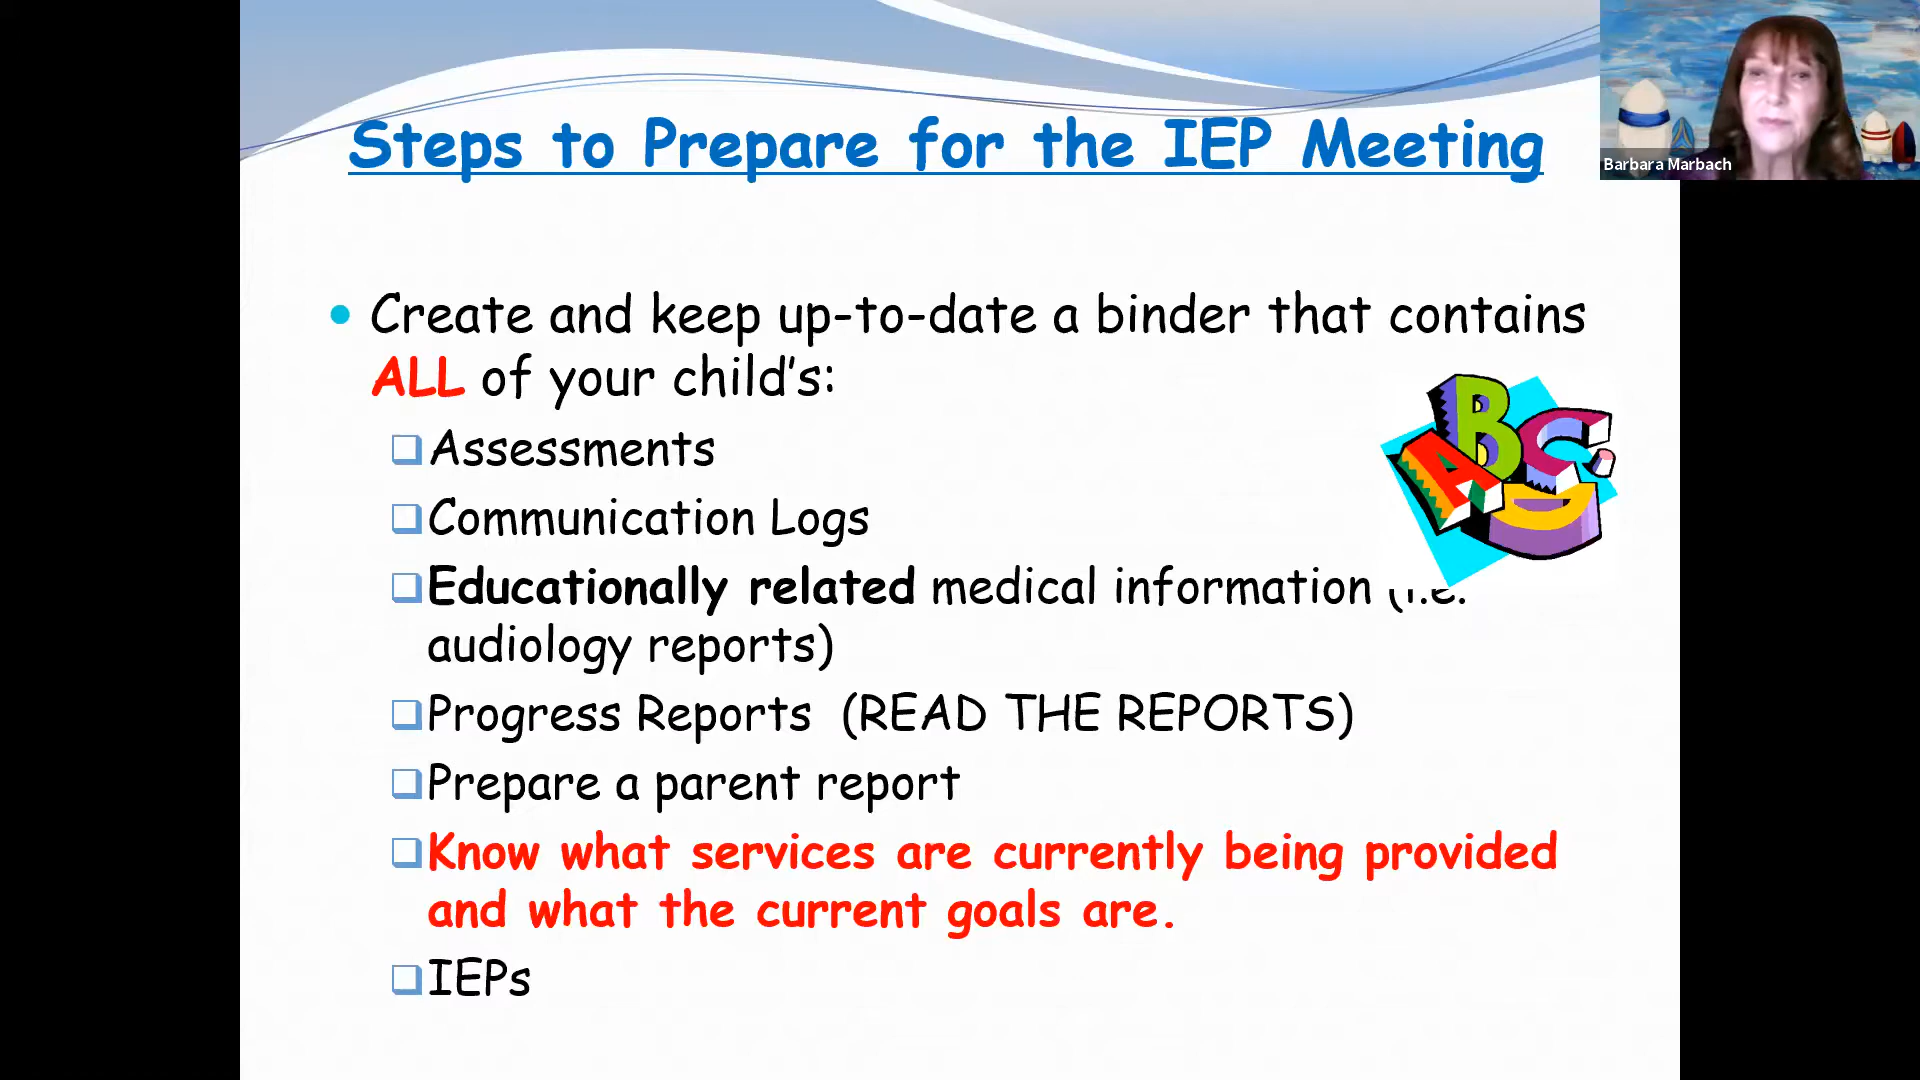 Steps to Prepare for the IEP Meeting
Barbara Marbach
Create and keep up-to-date a binder that contains
ALL of your child's:
Assessments
Communication Logs
Educationally related medical information (i.e.
audiology reports)
Progress Reports (READ THE REPORTS)
Prepare a parent report
Know what services are currently being provided
and what the current goals are.
IEPs
A B C D